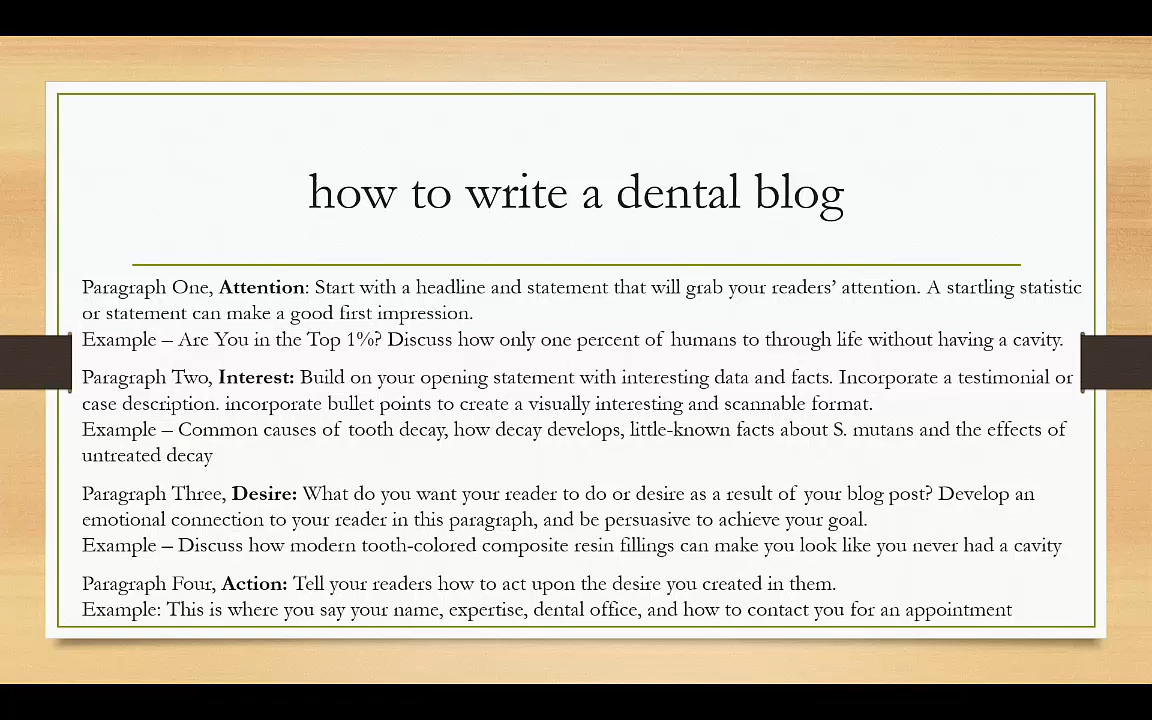 how to write a dental blog
Paragraph One, Attention: Start with a headline and statement that will grab your readers’ attention. A startling statistic
or statement can make a good first impression.
Example – Are You in the Top 1%? Discuss how only one percent of humans to through life without having a cavity.
Paragraph Two, Interest: Build on your opening statement with interesting data and facts. Incorporate a testimonial or
case description. incorporate bullet points to create a visually interesting and scannable format.
Example – Common causes of tooth decay, how decay develops, little-known facts about S. mutans and the effects of
untreated decay
Paragraph Three, Desire: What do you want your reader to do or desire as a result of your blog post? Develop an
emotional connection to your reader in this paragraph, and be persuasive to achieve your goal.
Example – Discuss how modern tooth-colored composite resin fillings can make you look like you never had a cavity
Paragraph Four, Action: Tell your readers how to act upon the desire you created in them.
Example: This is where you say your name, expertise, dental office, and how to contact you for an appointment